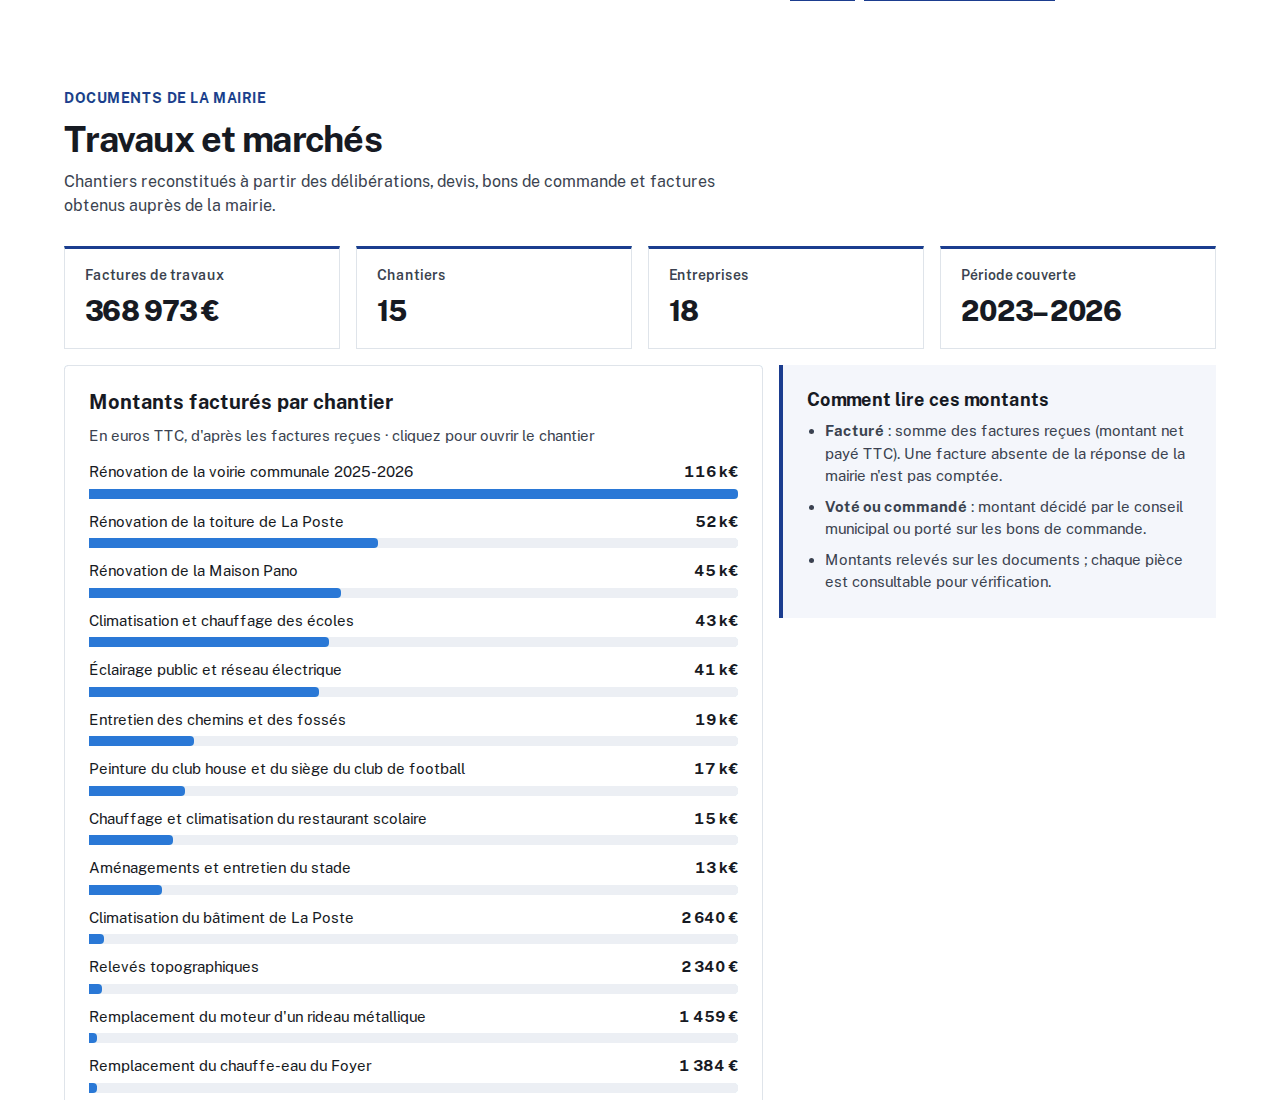 DOCUMENTS DE LA MAIRIE
Travaux et marchés
Chantiers reconstitués à partir des délibérations, devis, bons de commande et factures
obtenus auprès de la mairie.
Factures de travaux
368 973 €
Chantiers
15
Entreprises
18
Période couverte
2023–2026
Montants facturés par chantier
En euros TTC, d'après les factures reçues · cliquez pour ouvrir le chantier
Rénovation de la voirie communale 2025-2026 116 k€
Rénovation de la toiture de La Poste 52 k€
Rénovation de la Maison Pano 45 k€
Climatisation et chauffage des écoles 43 k€
Éclairage public et réseau électrique 41 k€
Entretien des chemins et des fossés 19 k€
Peinture du club house et du siège du club de football 17 k€
Chauffage et climatisation du restaurant scolaire 15 k€
Aménagements et entretien du stade 13 k€
Climatisation du bâtiment de La Poste 2 640 €
Relevés topographiques 2 340 €
Remplacement du moteur d'un rideau métallique 1 459 €
Remplacement du chauffe-eau du Foyer 1 384 €
Comment lire ces montants
• Facturé : somme des factures reçues (montant net
payé TTC). Une facture absente de la réponse de la
mairie n'est pas comptée.
• Voté ou commandé : montant décidé par le conseil
municipal ou porté sur les bons de commande.
• Montants relevés sur les documents ; chaque pièce
est consultable pour vérification.